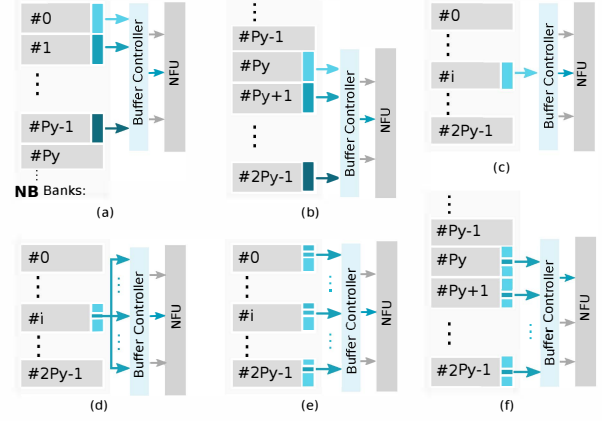 #0
#1
#Py-1
#Py
NB Banks:
Buffer Controller
NFU
(a)
#Py-1
#Py
#Py+1
#2Py-1
Buffer Controller
NFU
(b)
#0
#i
#2Py-1
Buffer Controller
NFU
(c)
#0
#i
#2Py-1
Buffer Controller
NFU
(d)
#0
#i
#2Py-1
Buffer Controller
NFU
(e)
#Py-1
#Py
#Py+1
#2Py-1
Buffer Controller
NFU
(f)